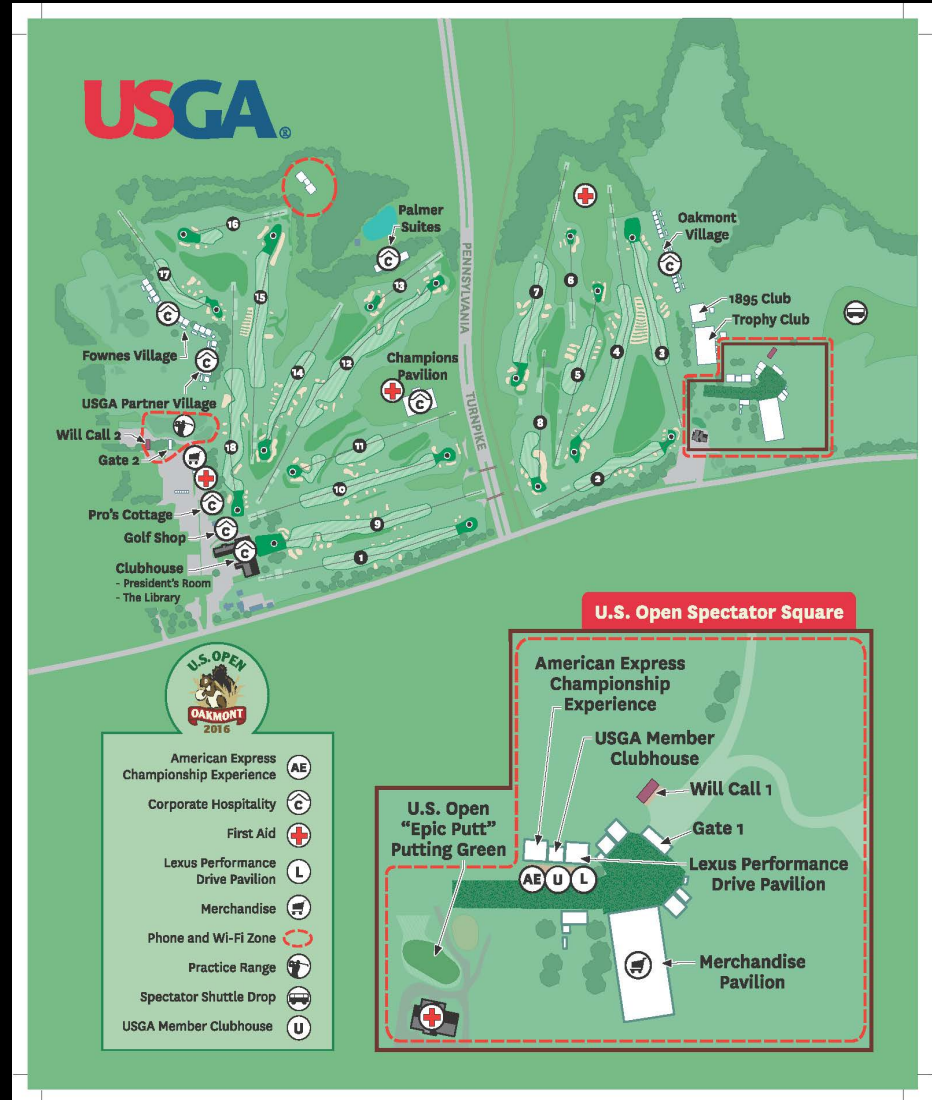 USGA®
16
17
15
Palmer
Suites
C
13
PENNSYLVANIA
TURNPIKE
Oakmont
Village
C
7
6
1895 Club
Trophy Club
C
Fownes Village
C
USGA Partner Village
14
12
Champions
Pavilion
C
5
4
3
Will Call 2
Gate 2
18
11
8
10
2
Pro's Cottage
C
Golf Shop
C
9
Clubhouse
- President's Room
- The Library
C
1
U.S. OPEN
OAKMONT
2016
American Express
Championship Experience
AE
Corporate Hospitality
C
First Aid
Lexus Performance
Drive Pavilion
L
Merchandise
Phone and Wi-Fi Zone
Practice Range
Spectator Shuttle Drop
USGA Member Clubhouse
U
U.S. Open Spectator Square
American Express
Championship
Experience
USGA Member
Clubhouse
Will Call 1
U.S. Open
"Epic Putt"
Putting Green
Gate 1
AE
U
L
Lexus Performance
Drive Pavilion
Merchandise
Pavilion